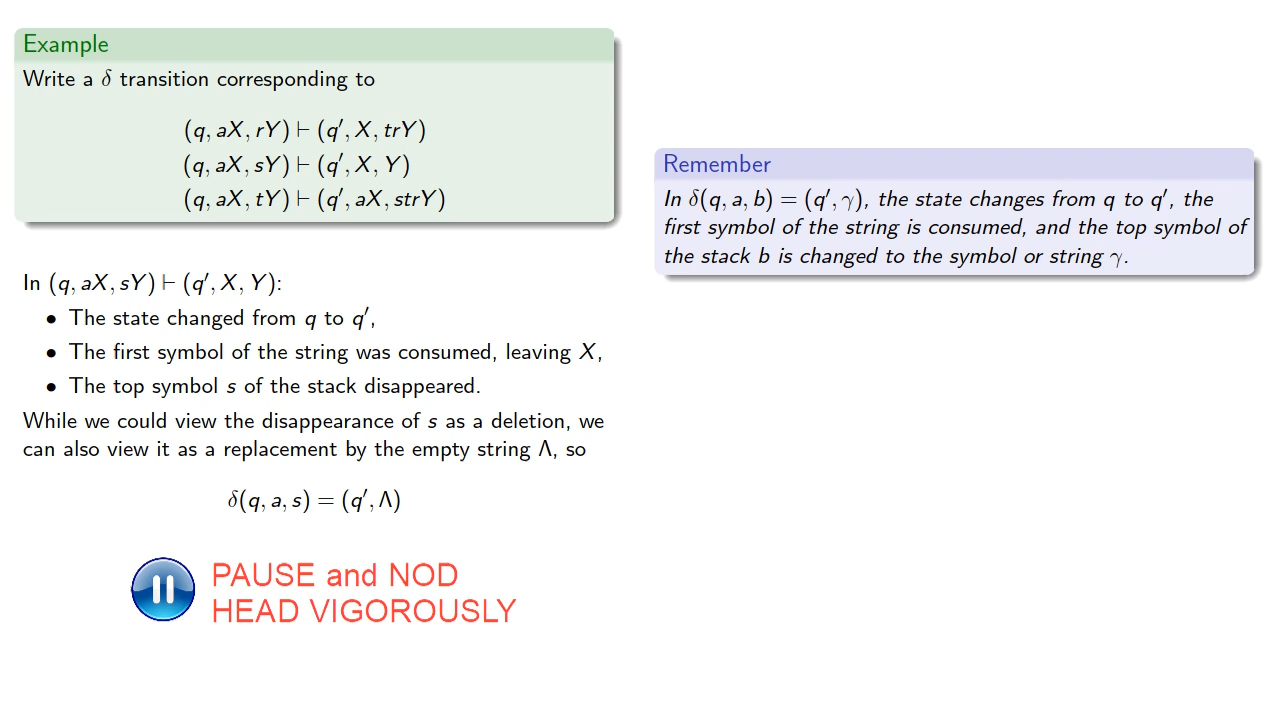 Example
Write a δ transition corresponding to
(q, aX, rY) ⊢ (q′, X, trY)
(q, aX, sY) ⊢ (q′, X, Y)
(q, aX, tY) ⊢ (q′, aX, strY)
In (q, aX, sY) ⊢ (q′, X, Y):
• The state changed from q to q′,
• The first symbol of the string was consumed, leaving X,
• The top symbol s of the stack disappeared.
While we could view the disappearance of s as a deletion, we
can also view it as a replacement by the empty string Λ, so
δ(q, a, s) = (q′, Λ)
PAUSE and NOD
HEAD VIGOROUSLY
Remember
In δ(q, a, b) = (q′, γ), the state changes from q to q′, the
first symbol of the string is consumed, and the top symbol of
the stack b is changed to the symbol or string γ.